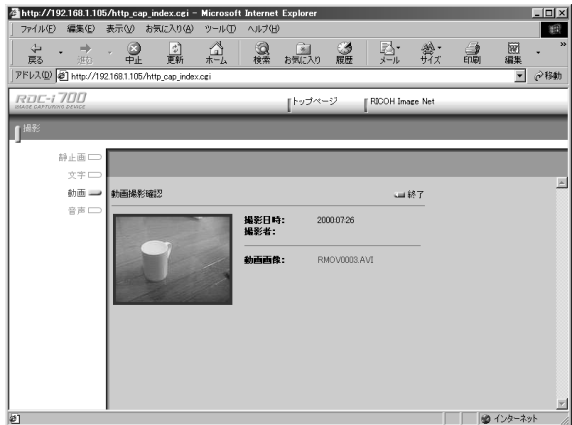 http://192.168.1.105/http_cap_index.cgi - Microsoft Internet Explorer
ファイル(F) 編集(E) 表示(V) お気に入り(A) ツール(T) ヘルプ(H)
戻る 進む 中止 更新 ホーム 検索 お気に入り 履歴 メール サイズ 印刷 編集 »
アドレス(D) http://192.168.1.105/http_cap_index.cgi 移動
RDC-i700
IMAGE CAPTURING DEVICE
トップページ RICOH Image Net
撮影
静止画
文字
動画
音声
動画撮影確認 終了
撮影日時: 2000.07.26
撮影者:
動画画像: RMOV0003.AVI
インターネット